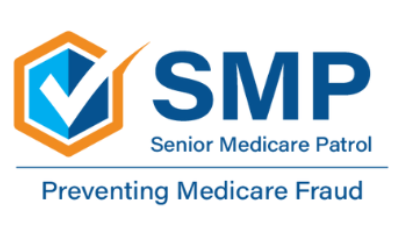 SMP
Senior Medicare Patrol
Preventing Medicare Fraud